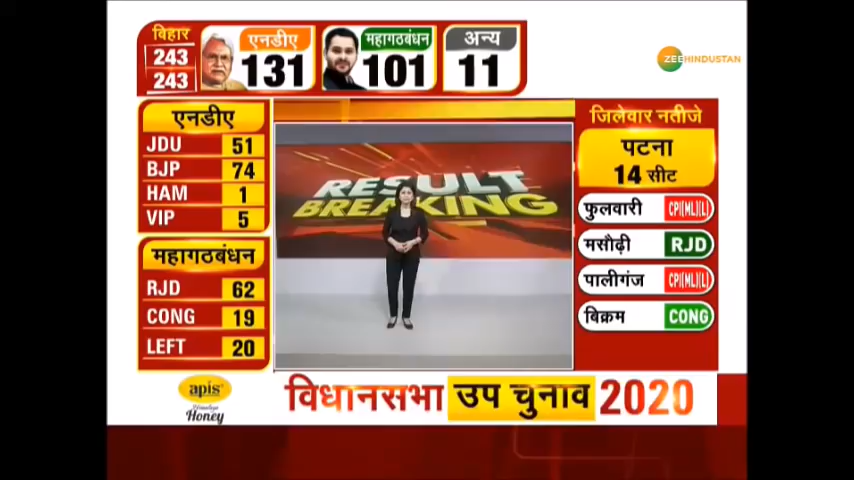 बिहार
243
243
एनडीए
131
महागठबंधन
101
अन्य
11
ZEEHINDUSTAN
एनडीए
JDU 51
BJP 74
HAM 1
VIP 5
महागठबंधन
RJD 62
CONG 19
LEFT 20
RESULT
BREAKING
जिलेवार नतीजे
पटना
14 सीट
फुलवारी CPI(ML)(L)
मसौढ़ी RJD
पालीगंज CPI(ML)(L)
बिक्रम CONG
apis
Himalaya
Honey
विधानसभा उप चुनाव 2020